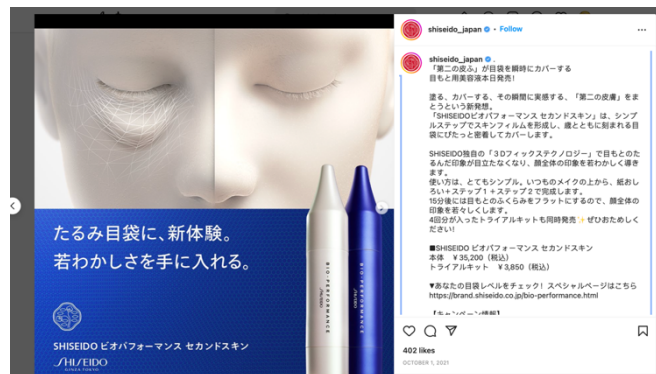 たるみ目袋に、新体験。
若わかしさを手に入れる。
SHISEIDO ビオパフォーマンス セカンドスキン
SHISEIDO
GINZA TOKYO
BIO-PERFORMANCE
SHISEIDO
BIO-PERFORMANCE
SHISEIDO
shiseido_japan • Follow
shiseido_japan .
「第二の皮ふ」が目袋を瞬時にカバーする
目もと用美容液本日発売!
塗る、カバーする、その瞬間に実感する、「第二の皮膚」をま
とうという新発想。
「SHISEIDOビオパフォーマンス セカンドスキン」は、シンプ
ルステップでスキンフィルムを形成し、歳とともに刻まれる目
袋にぴたっと密着してカバーします。
SHISEIDO独自の「３Dフィックステクノロジー」で目もとのた
るんだ印象が目立たなくなり、顔全体の印象を若わかしく導き
ます。
使い方は、とてもシンプル。いつものメイクの上から、紙おし
ろい+ステップ１+ステップ２で完成します。
15分後には目もとのふくらみをフラットにするので、顔全体の
印象を若々しくします。
4回分が入ったトライアルキットも同時発売✨ぜひおためしく
ださい!
■SHISEIDO ビオパフォーマンス セカンドスキン
本体 ￥35,200（税込）
トライアルキット ￥3,850（税込）
▼あなたの目袋レベルをチェック! スペシャルページはこちら
https://brand.shiseido.co.jp/bio-performance.html
【キャンペーン情報】
402 likes
OCTOBER 1, 2021